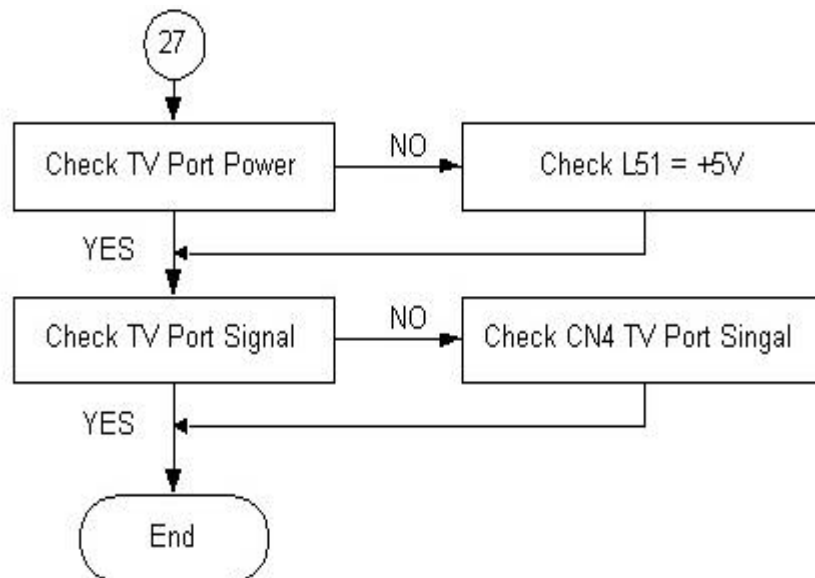 27
Check TV Port Power
NO
Check L51 = +5V
YES
Check TV Port Signal
NO
Check CN4 TV Port Singal
YES
End